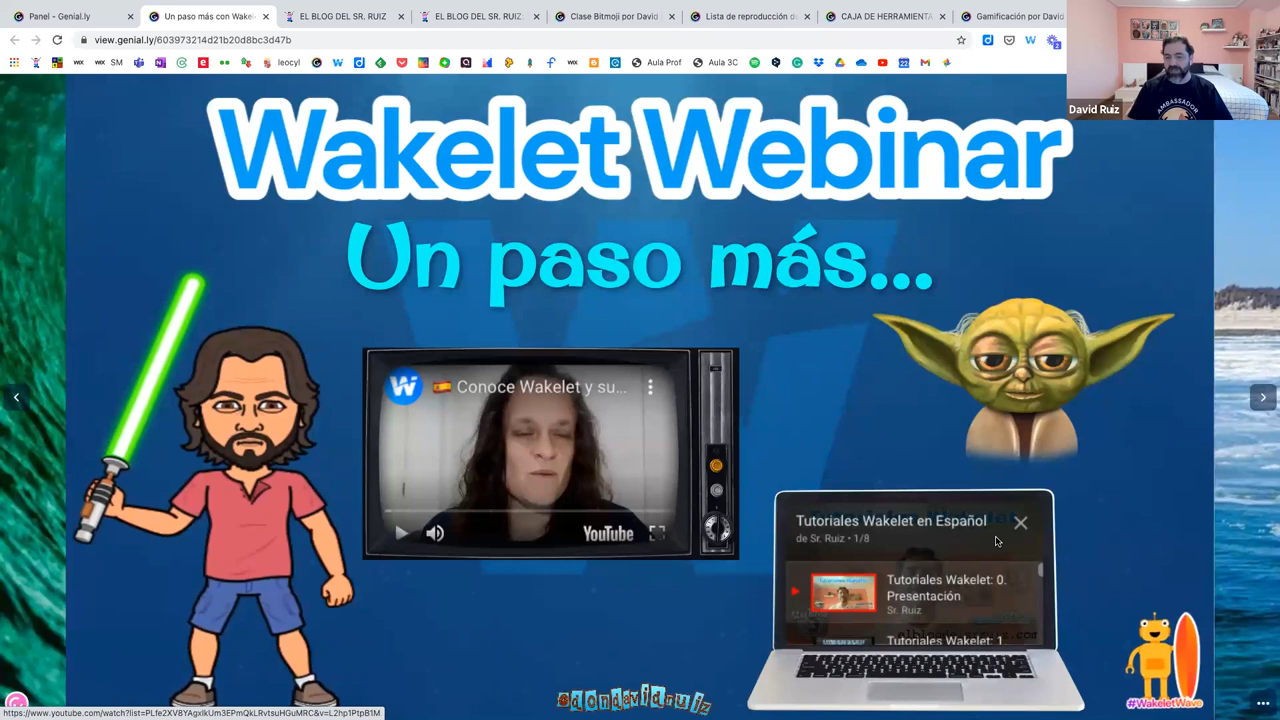 Panel - Genial.ly
Un paso más con Wakel
EL BLOG DEL SR. RUIZ
EL BLOG DEL SR. RUIZ:
Clase Bitmoji por David
Lista de reproducción d
CAJA DE HERRAMIENTA
Gamificación por David
view.genial.ly/603973214d21b20d8bc3d47b
SM
leocyl
Aula Prof
Aula 3C
David Ruiz
AMBASSADOR
Wakelet Webinar
Un paso más...
Conoce Wakelet y su...
YouTube
Tutoriales Wakelet en Español
de Sr. Ruiz • 1/8
Tutoriales Wakelet: 0.
Presentación
Sr. Ruiz
Tutoriales Wakelet: 1
@dondavidruiz
#WakeletWave
https://www.youtube.com/watch?list=PLfe2XV8YAgxlkUm3EPmQkLRvtsuHGuMRC&v=L2hp1PtpB1M